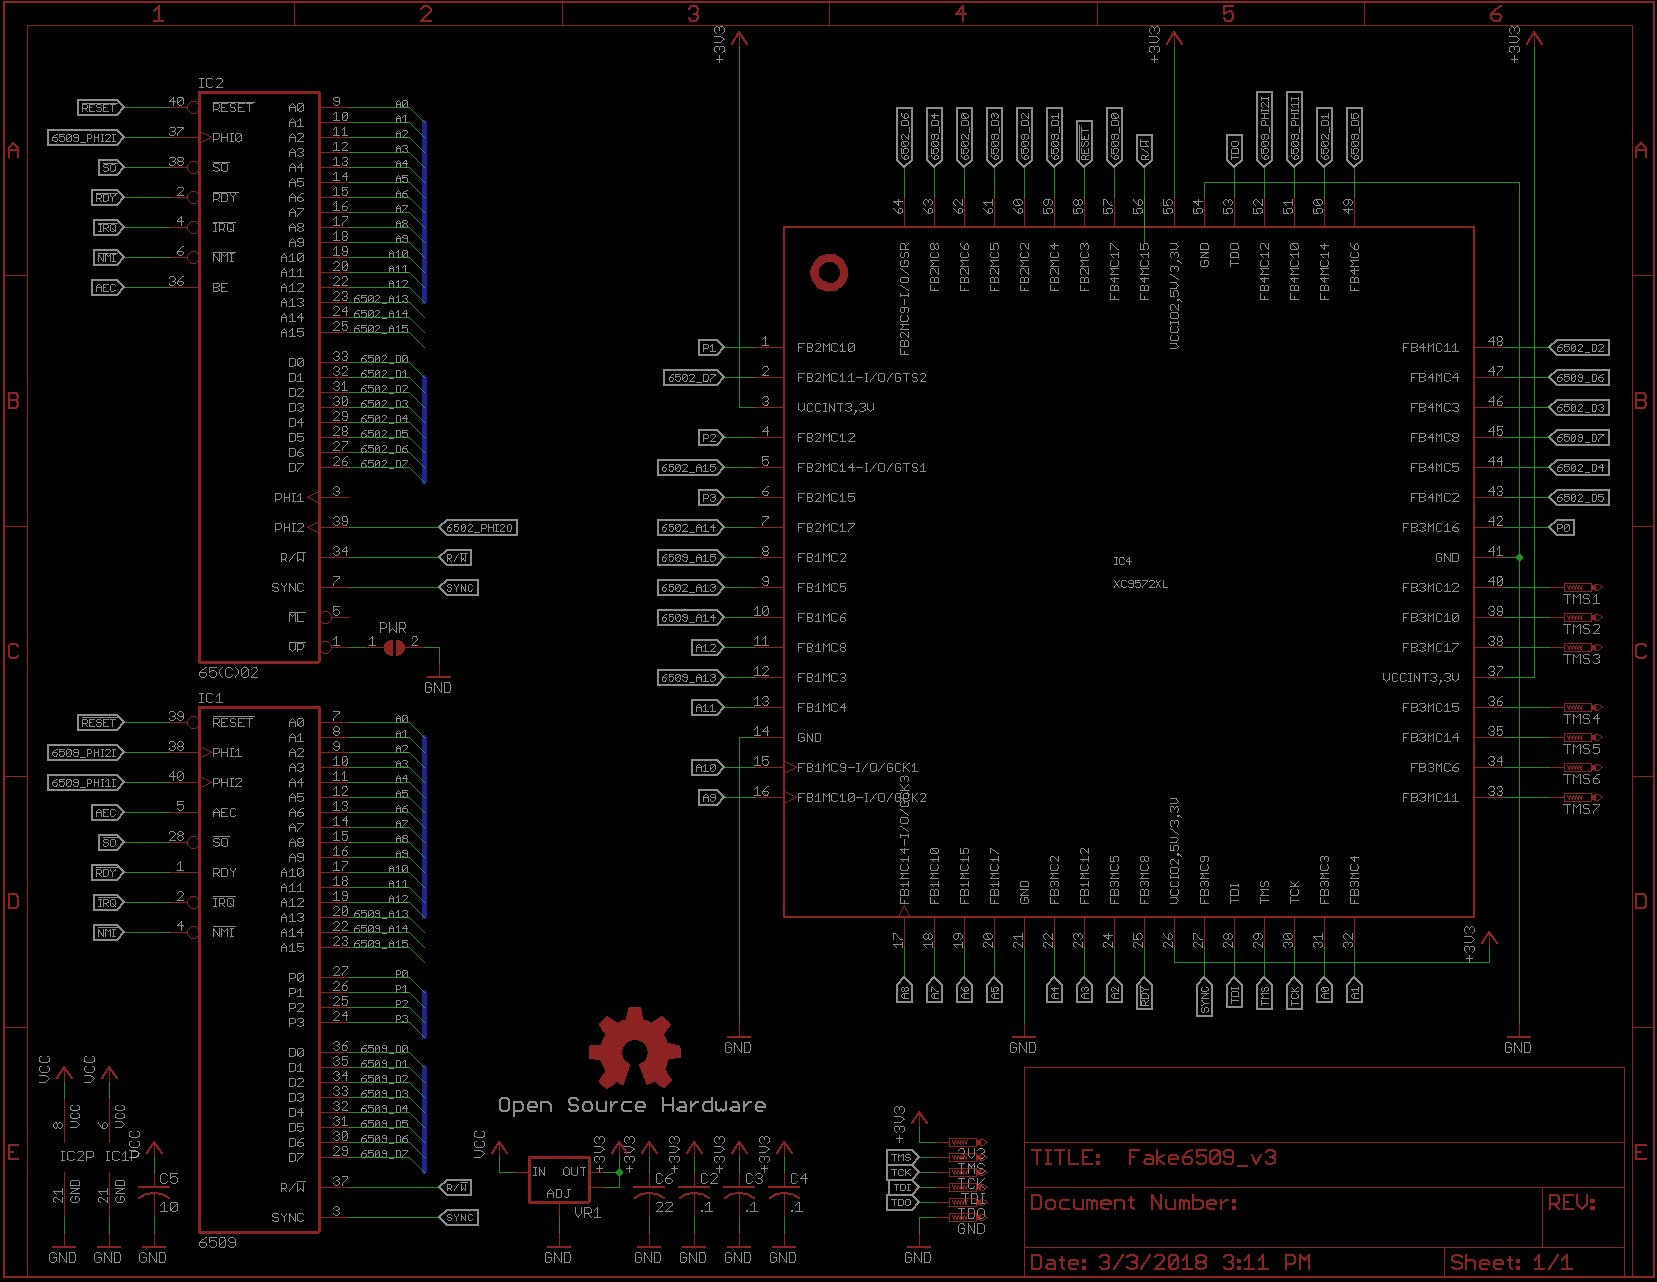 1 2 3 4 5 6
A B C D E
A B C D E
IC2
RESET 40 RESET
6509_PHI2I 37 PHI0
SO 38 SO
RDY 2 RDY
IRQ 4 IRQ
NMI 6 NMI
AEC 36 BE
A0 9 A0
A1 10 A1
A2 11 A2
A3 12 A3
A4 13 A4
A5 14 A5
A6 15 A6
A7 16 A7
A8 17 A8
A9 18 A9
A10 19 A10
A11 20 A11
A12 22 A12
A13 23 6502_A13
A14 24 6502_A14
A15 25 6502_A15
D0 33 6502_D0
D1 32 6502_D1
D2 31 6502_D2
D3 30 6502_D3
D4 29 6502_D4
D5 28 6502_D5
D6 27 6502_D6
D7 26 6502_D7
PHI1 3
PHI2 39 6502_PHI2O
R/W 34 R/W
SYNC 7 SYNC
ML 5
VP 1 1 PWR 2
GND
65(C)02
IC1
RESET 39 RESET
6509_PHI2I 38 PHI1
6509_PHI1I 40 PHI2
AEC 5 AEC
SO 28 SO
RDY 1 RDY
IRQ 2 IRQ
NMI 4 NMI
A0 7 A0
A1 8 A1
A2 9 A2
A3 10 A3
A4 11 A4
A5 12 A5
A6 13 A6
A7 14 A7
A8 15 A8
A9 16 A9
A10 17 A10
A11 18 A11
A12 19 A12
A13 20 6509_A13
A14 22 6509_A14
A15 23 6509_A15
P0 27 P0
P1 26 P1
P2 25 P2
P3 24 P3
D0 36 6509_D0
D1 35 6509_D1
D2 34 6509_D2
D3 33 6509_D3
D4 32 6509_D4
D5 31 6509_D5
D6 30 6509_D6
D7 29 6509_D7
R/W 37 R/W
SYNC 3 SYNC
6509
VCC VCC VCC
8 VCC 6 VCC
IC2P IC1P
21 GND 21 GND
C5
10
GND GND GND
Open Source Hardware
VCC +3V3 +3V3 +3V3 +3V3 +3V3
IN OUT
ADJ
VR1
C6 C2 C3 C4
22 .1 .1 .1
GND GND GND GND GND
+3V3 +3V3 +3V3
6502_D6 64 FB2MC9-I/O/GSR
6509_D4 63 FB2MC8
6502_D0 62 FB2MC6
6509_D3 61 FB2MC5
6509_D2 60 FB2MC2
6509_D1 59 FB2MC4
RESET 58 FB2MC3
6509_D0 57 FB4MC17
R/W 56 FB4MC15
55 VCCIO2,5V/3,3V
54 GND
TDO 53 TDO
6509_PHI2I 52 FB4MC12
6509_PHI1I 51 FB4MC10
6502_D1 50 FB4MC14
6509_D5 49 FB4MC6
P1 1 FB2MC10
6502_D7 2 FB2MC11-I/O/GTS2
3 VCCINT3,3V
P2 4 FB2MC12
6502_A15 5 FB2MC14-I/O/GTS1
P3 6 FB2MC15
6502_A14 7 FB2MC17
6509_A15 8 FB1MC2
6502_A13 9 FB1MC5
6509_A14 10 FB1MC6
A12 11 FB1MC8
6509_A13 12 FB1MC3
A11 13 FB1MC4
14 GND
A10 15 FB1MC9-I/O/GCK1
A9 16 FB1MC10-I/O/GCK2
IC4
XC9572XL
FB4MC11 48 6502_D2
FB4MC4 47 6509_D6
FB4MC3 46 6502_D3
FB4MC8 45 6509_D7
FB4MC5 44 6502_D4
FB4MC2 43 6502_D5
FB3MC16 42 P0
GND 41
FB3MC12 40 TMS1
FB3MC10 39 TMS2
FB3MC17 38 TMS3
VCCINT3,3V 37
FB3MC15 36 TMS4
FB3MC14 35 TMS5
FB3MC6 34 TMS6
FB3MC11 33 TMS7
FB1MC14-I/O/GCK3 17 A8
FB1MC10 18 A7
FB1MC15 19 A6
FB1MC17 20 A5
GND 21
FB3MC2 22 A4
FB1MC12 23 A3
FB3MC5 24 A2
FB3MC8 25 RDY
VCCIO2,5V/3,3V 26
FB3MC9 27 SYNC
TDI 28 TDI
TMS 29 TMS
TCK 30 TCK
FB3MC3 31 A0
FB3MC4 32 A1
+3V3
GND GND GND
+3V3
3V3
TMS TMS
TCK TCK
TDI TDI
TDO TDO
GND
GND
TITLE: Fake6509_v3
Document Number:
REV:
Date: 3/3/2018 3:11 PM
Sheet: 1/1